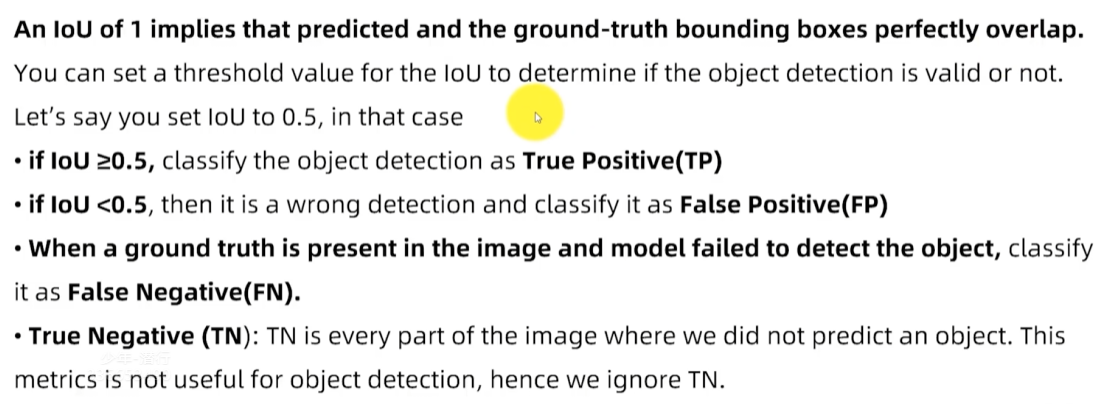 An IoU of 1 implies that predicted and the ground-truth bounding boxes perfectly overlap.
You can set a threshold value for the IoU to determine if the object detection is valid or not.
Let's say you set IoU to 0.5, in that case
• if IoU ≥0.5, classify the object detection as True Positive(TP)
• if IoU <0.5, then it is a wrong detection and classify it as False Positive(FP)
• When a ground truth is present in the image and model failed to detect the object, classify
it as False Negative(FN).
• True Negative (TN): TN is every part of the image where we did not predict an object. This
metrics is not useful for object detection, hence we ignore TN.